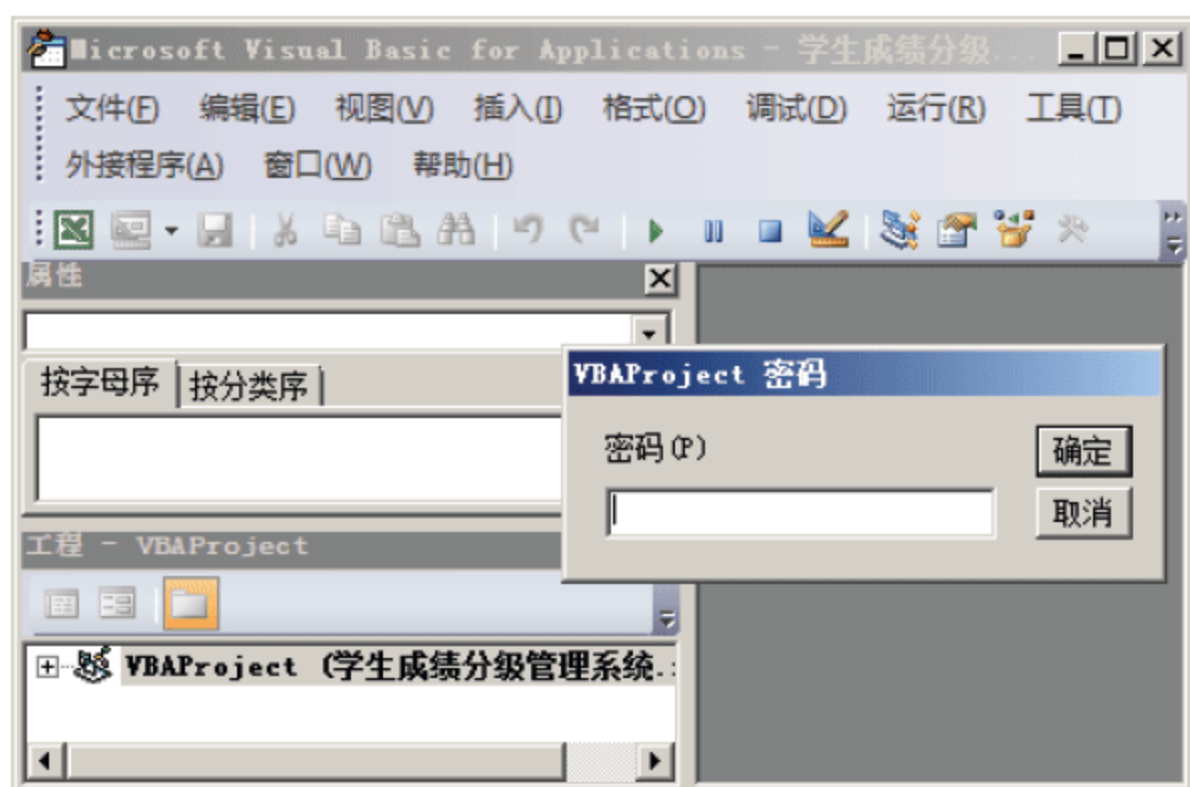 Microsoft Visual Basic for Applications - 学生成绩分级...
文件(F) 编辑(E) 视图(V) 插入(I) 格式(O) 调试(D) 运行(R) 工具(T)
外接程序(A) 窗口(W) 帮助(H)
属性
按字母序 按分类序
VBAProject 密码
密码(P)
确定
取消
工程 - VBAProject
VBAProject (学生成绩分级管理系统.